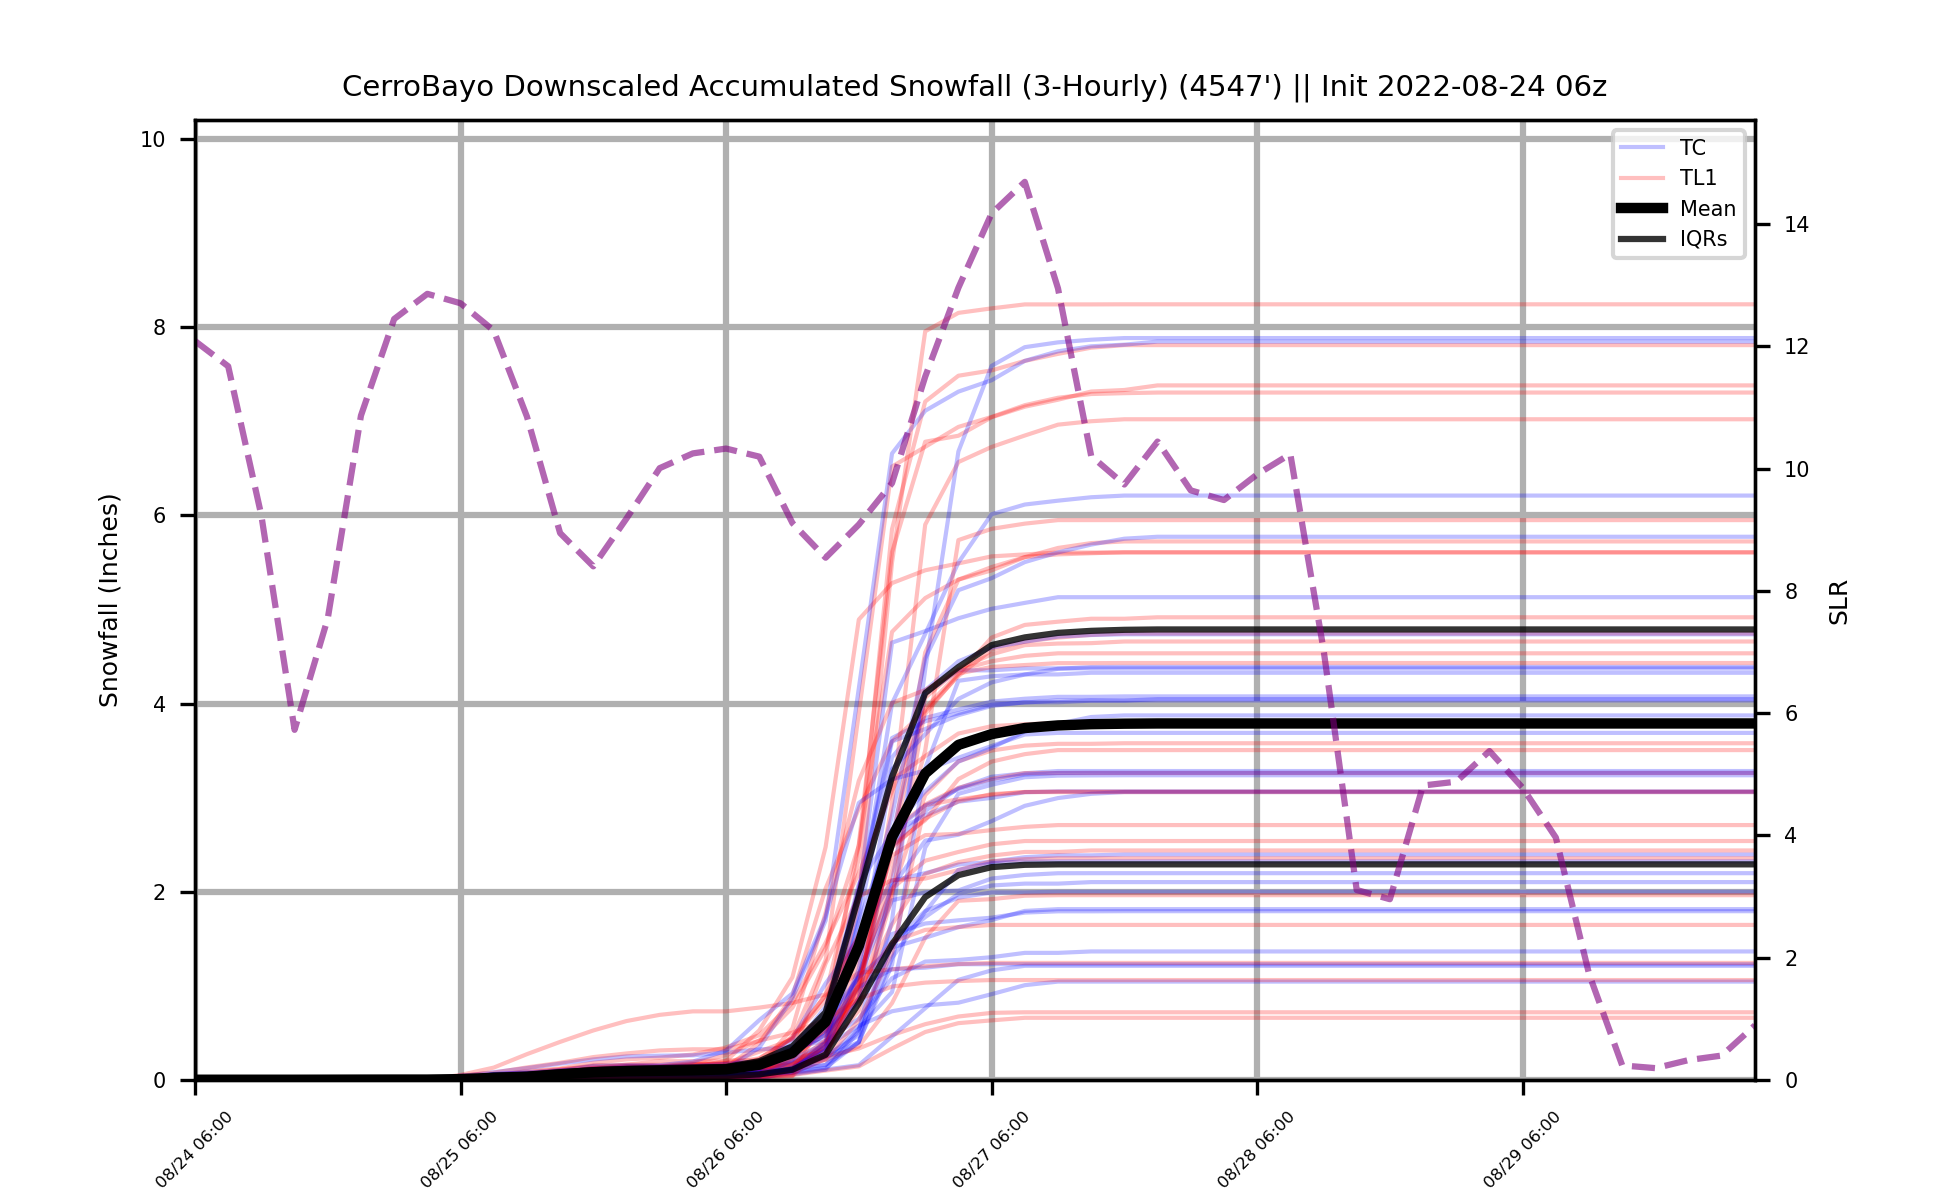 CerroBayo Downscaled Accumulated Snowfall (3-Hourly) (4547') || Init 2022-08-24 06z
TC
TL1
Mean
IQRs
Snowfall (Inches)
10
8
6
4
2
0
SLR
14
12
10
8
6
4
2
0
08/24 06:00
08/25 06:00
08/26 06:00
08/27 06:00
08/28 06:00
08/29 06:00